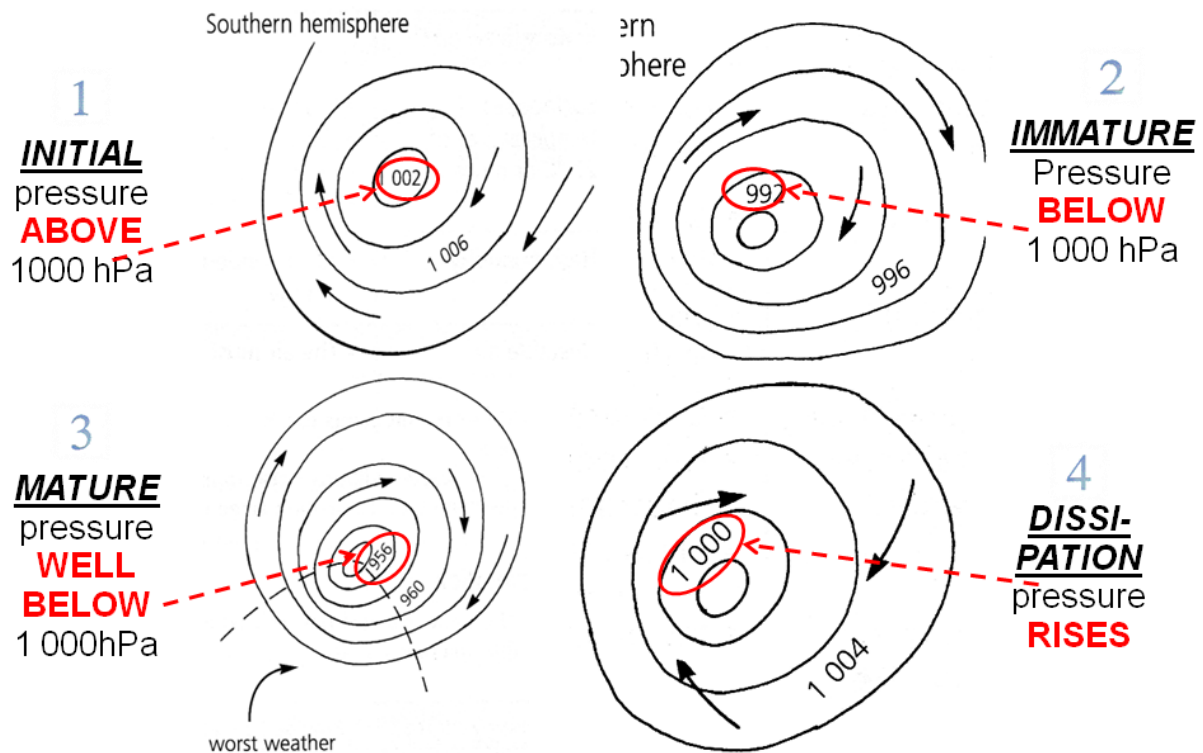 Southern hemisphere
1
INITIAL
pressure
ABOVE
1000 hPa
002
1 006
ern
phere
2
IMMATURE
Pressure
BELOW
1 000 hPa
992
996
3
MATURE
pressure
WELL
BELOW
1 000hPa
956
960
worst weather
4
DISSI-
PATION
pressure
RISES
1 000
1 004